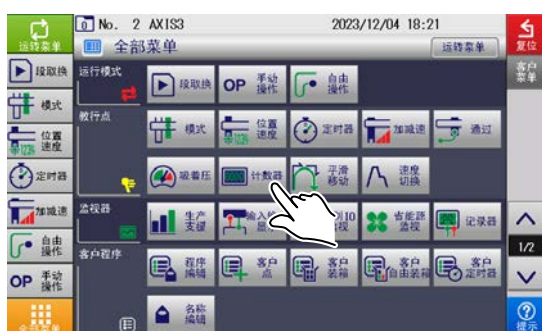 No. 2 AXIS3 2023/12/04 18:21
运转菜单
全部菜单
运转菜单
复位
客户菜单
段取换
模式
位置速度
定时器
加减速
自由操作
OP 手动操作
全部菜单
运行模式
段取换
OP 手动操作
自由操作
教行点
模式
位置速度
定时器
加减速
通过
吸着压
计数器
平滑移动
速度切换
监视器
生产支援
输入
显
I/O
视
省能源监视
记录器
客户程序
程序编辑
客户点
客户装箱
客户自由装箱
客户定时器
名称编辑
1/2
提示